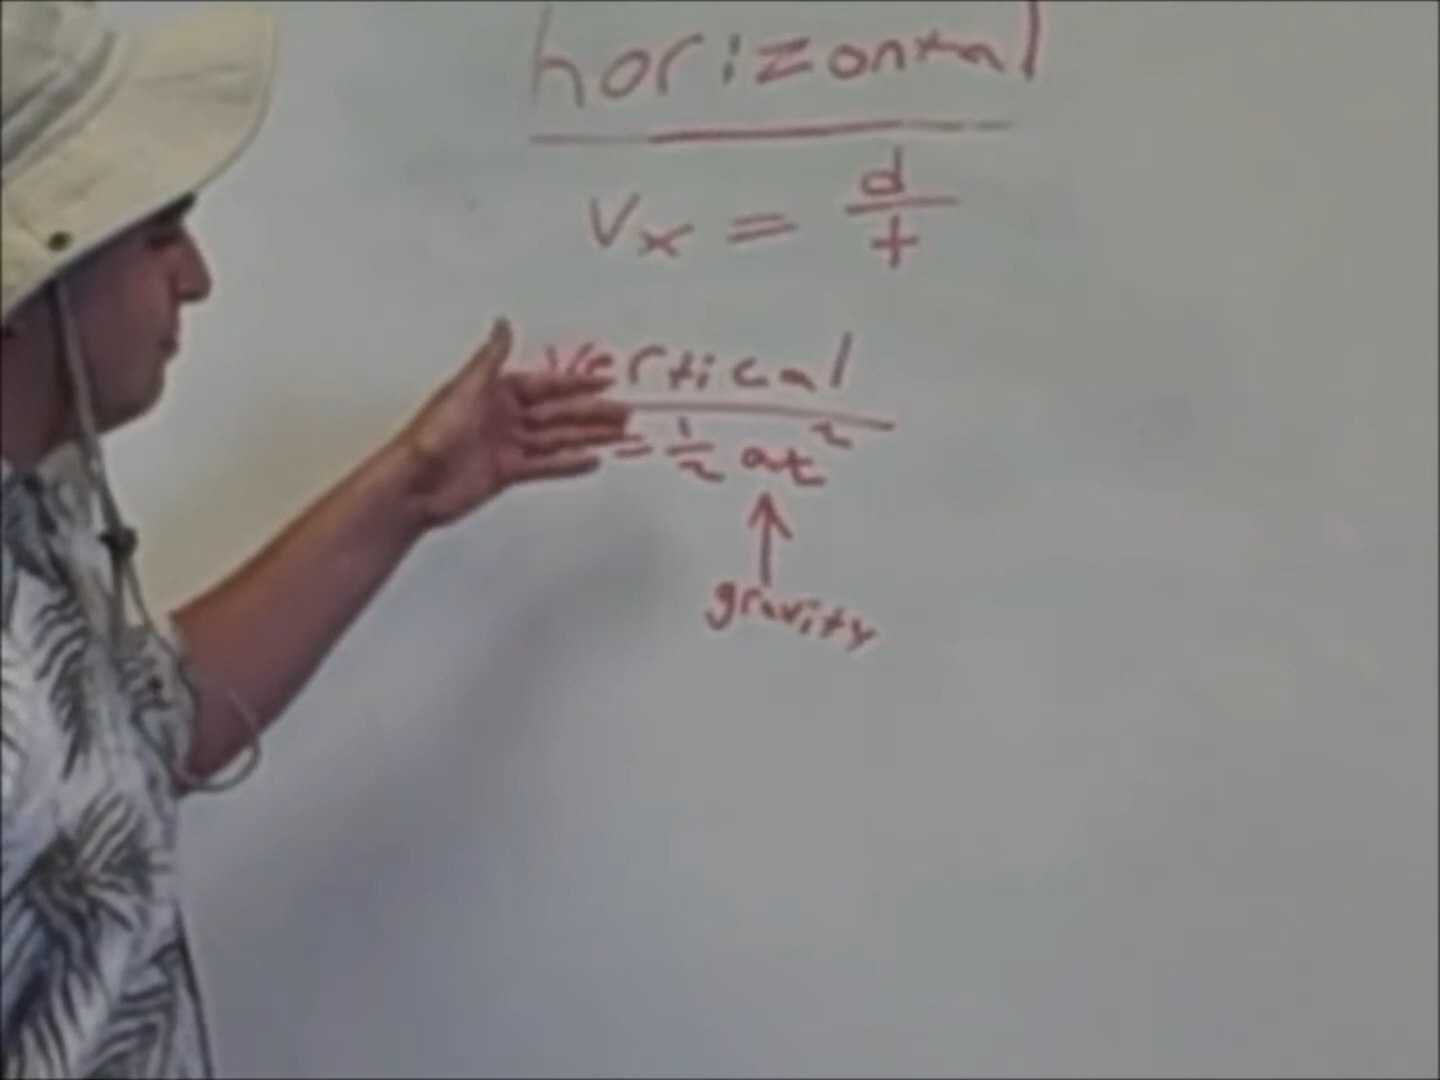 horizontal
Vx = d/t
Vertical
= 1/2 at²
↑
gravity